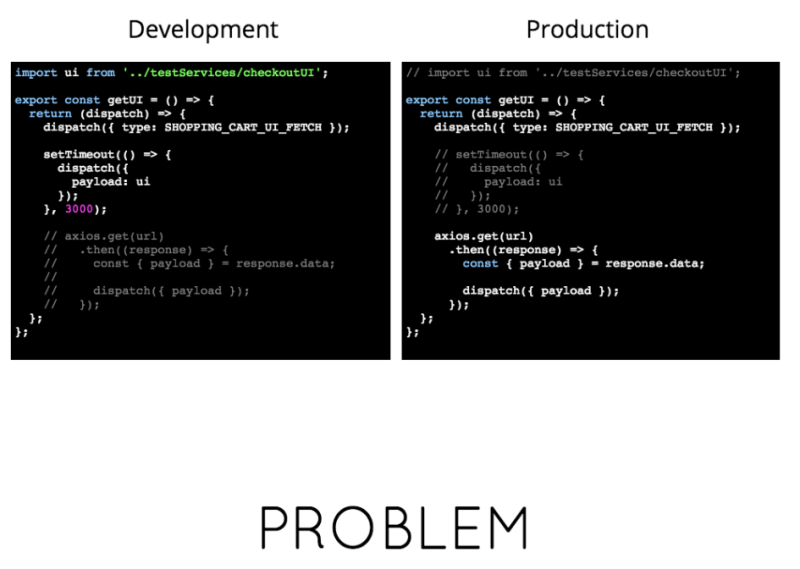 Development
import ui from '../testServices/checkoutUI';
export const getUI = () => {
  return (dispatch) => {
    dispatch({ type: SHOPPING_CART_UI_FETCH });
    setTimeout(() => {
      dispatch({
        payload: ui
      });
    }, 3000);
    // axios.get(url)
    //   .then((response) => {
    //     const { payload } = response.data;
    //
    //     dispatch({ payload });
    //   });
  };
};
Production
// import ui from '../testServices/checkoutUI';
export const getUI = () => {
  return (dispatch) => {
    dispatch({ type: SHOPPING_CART_UI_FETCH });
    // setTimeout(() => {
    //   dispatch({
    //     payload: ui
    //   });
    // }, 3000);
    axios.get(url)
      .then((response) => {
        const { payload } = response.data;
        dispatch({ payload });
      });
  };
};
PROBLEM